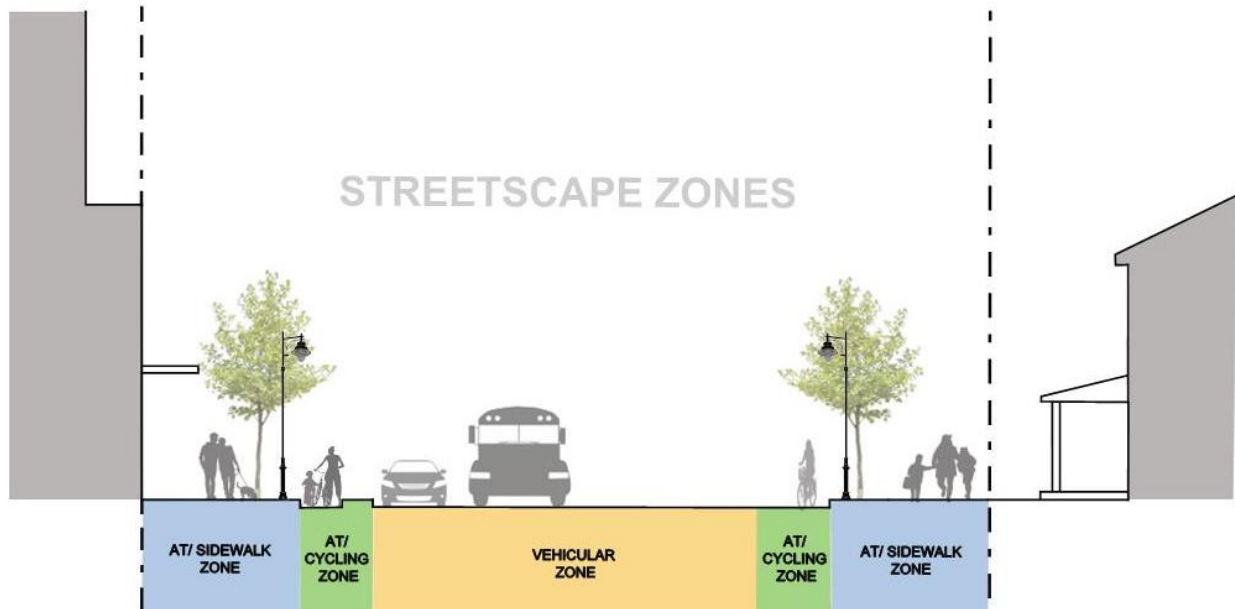 STREETSCAPE ZONES
AT/ SIDEWALK
ZONE
AT/
CYCLING
ZONE
VEHICULAR
ZONE
AT/
CYCLING
ZONE
AT/ SIDEWALK
ZONE